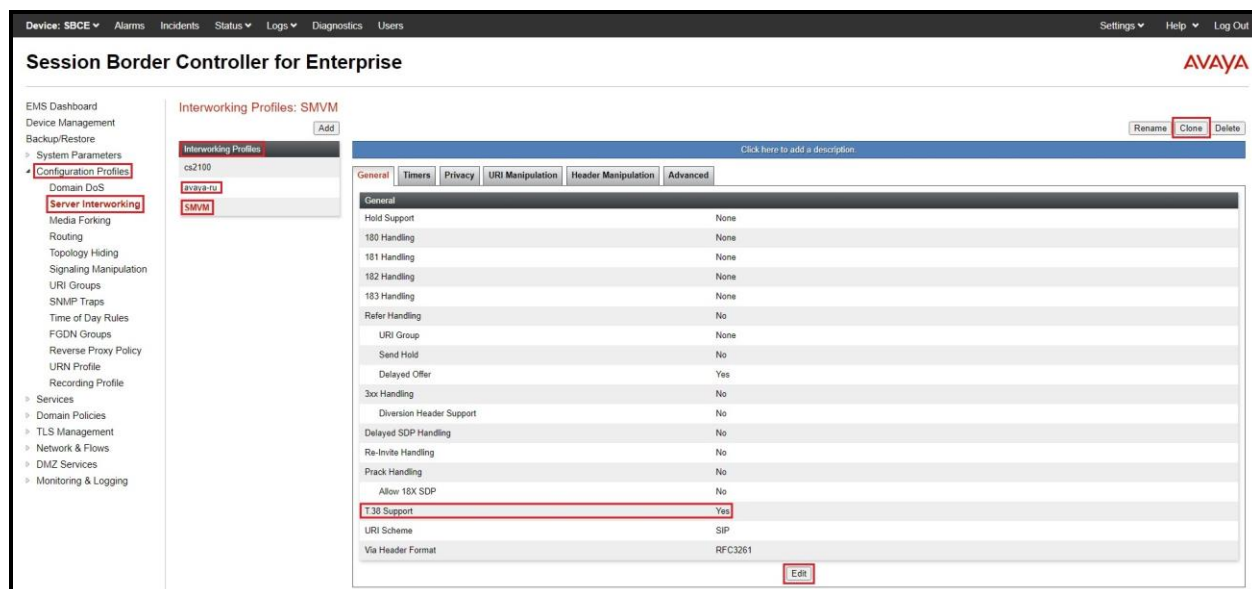 Device: SBCE Alarms Incidents Status Logs Diagnostics Users Settings Help Log Out
Session Border Controller for Enterprise AVAYA
EMS Dashboard
Device Management
Backup/Restore
System Parameters
Configuration Profiles
Domain DoS
Server Interworking
Media Forking
Routing
Topology Hiding
Signaling Manipulation
URI Groups
SNMP Traps
Time of Day Rules
FGDN Groups
Reverse Proxy Policy
URN Profile
Recording Profile
Services
Domain Policies
TLS Management
Network & Flows
DMZ Services
Monitoring & Logging
Interworking Profiles: SMVM
Add
Rename Clone Delete
Interworking Profiles
cs2100
avaya-ru
SMVM
Click here to add a description.
General Timers Privacy URI Manipulation Header Manipulation Advanced
General
Hold Support None
180 Handling None
181 Handling None
182 Handling None
183 Handling None
Refer Handling No
URI Group None
Send Hold No
Delayed Offer Yes
3xx Handling No
Diversion Header Support No
Delayed SDP Handling No
Re-Invite Handling No
Prack Handling No
Allow 18X SDP No
T.38 Support Yes
URI Scheme SIP
Via Header Format RFC3261
Edit